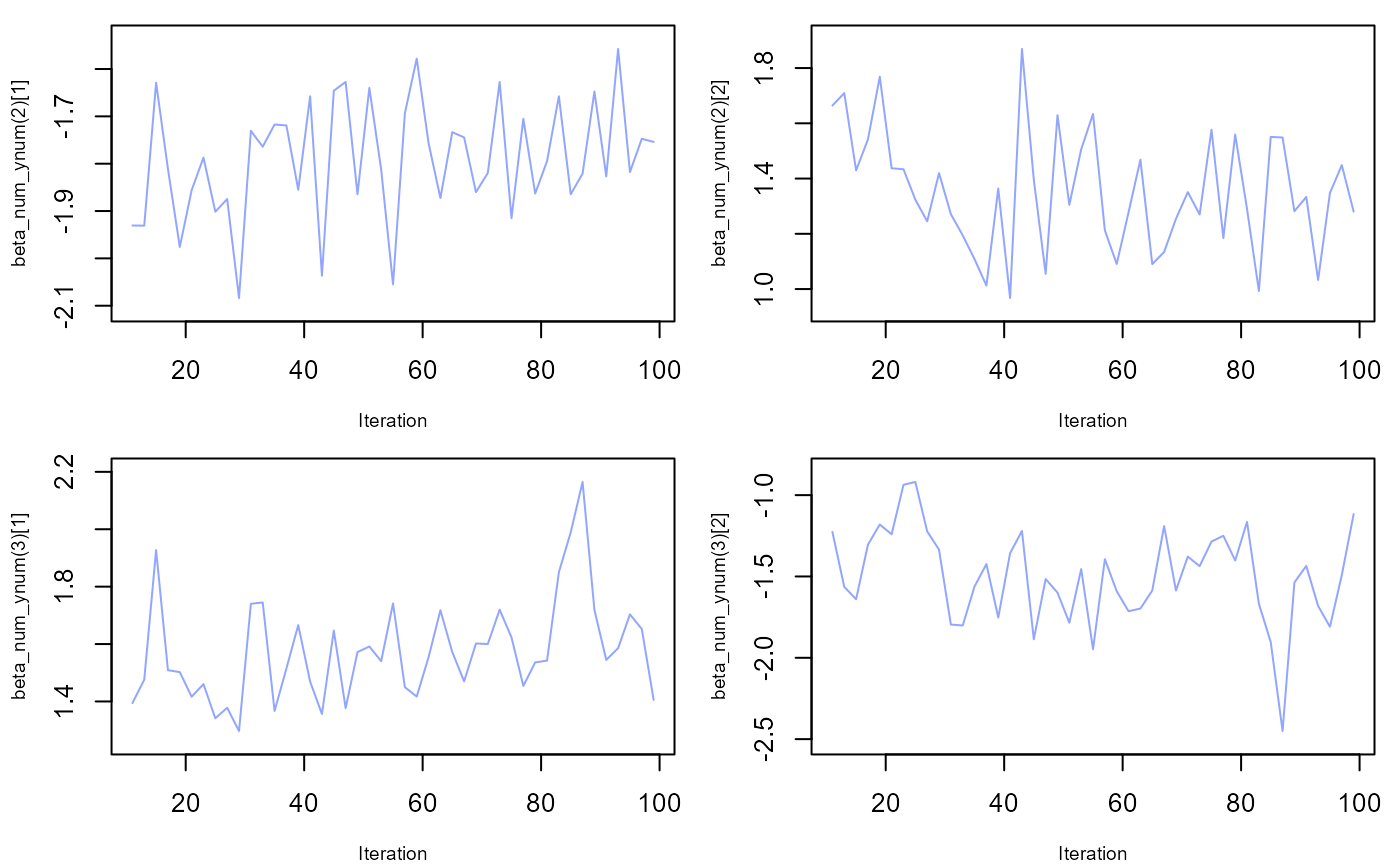 beta_num_ynum(2)[1]
-1.7
-1.9
-2.1
20 40 60 80 100
Iteration
beta_num_ynum(2)[2]
1.8
1.4
1.0
20 40 60 80 100
Iteration
beta_num_ynum(3)[1]
2.2
1.8
1.4
20 40 60 80 100
Iteration
beta_num_ynum(3)[2]
-1.0
-1.5
-2.0
-2.5
20 40 60 80 100
Iteration